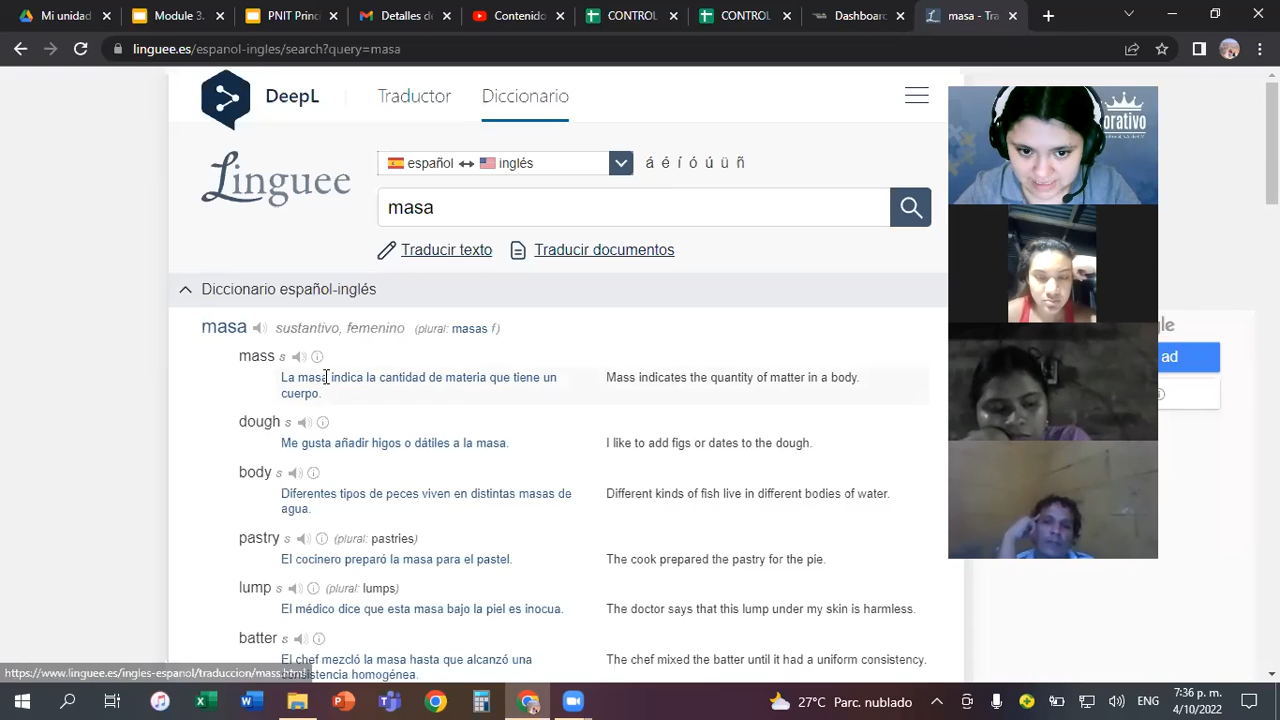 Mi unidad
Module 3.
PNIT Princ
Detalles de
Contenido
CONTROL
CONTROL
Dashboar
masa - Tra
linguee.es/espanol-ingles/search?query=masa
DeepL
Traductor
Diccionario
orativo
Linguee
español ↔ inglés
á é í ó ú ü ñ
masa
Traducir texto
Traducir documentos
Diccionario español-inglés
gle
ad
masa sustantivo, femenino (plural: masas f)
mass s
La masa indica la cantidad de materia que tiene un cuerpo.
Mass indicates the quantity of matter in a body.
dough s
Me gusta añadir higos o dátiles a la masa.
I like to add figs or dates to the dough.
body s
Diferentes tipos de peces viven en distintas masas de agua.
Different kinds of fish live in different bodies of water.
pastry s (plural: pastries)
El cocinero preparó la masa para el pastel.
The cook prepared the pastry for the pie.
lump s (plural: lumps)
El médico dice que esta masa bajo la piel es inocua.
The doctor says that this lump under my skin is harmless.
batter s
El chef mezcló la masa hasta que alcanzó una
The chef mixed the batter until it had a uniform consistency.
https://www.linguee.es/ingles-espanol/traduccion/mass.html
nsistencia homogénea.
27°C Parc. nublado
ENG
7:36 p. m.
4/10/2022